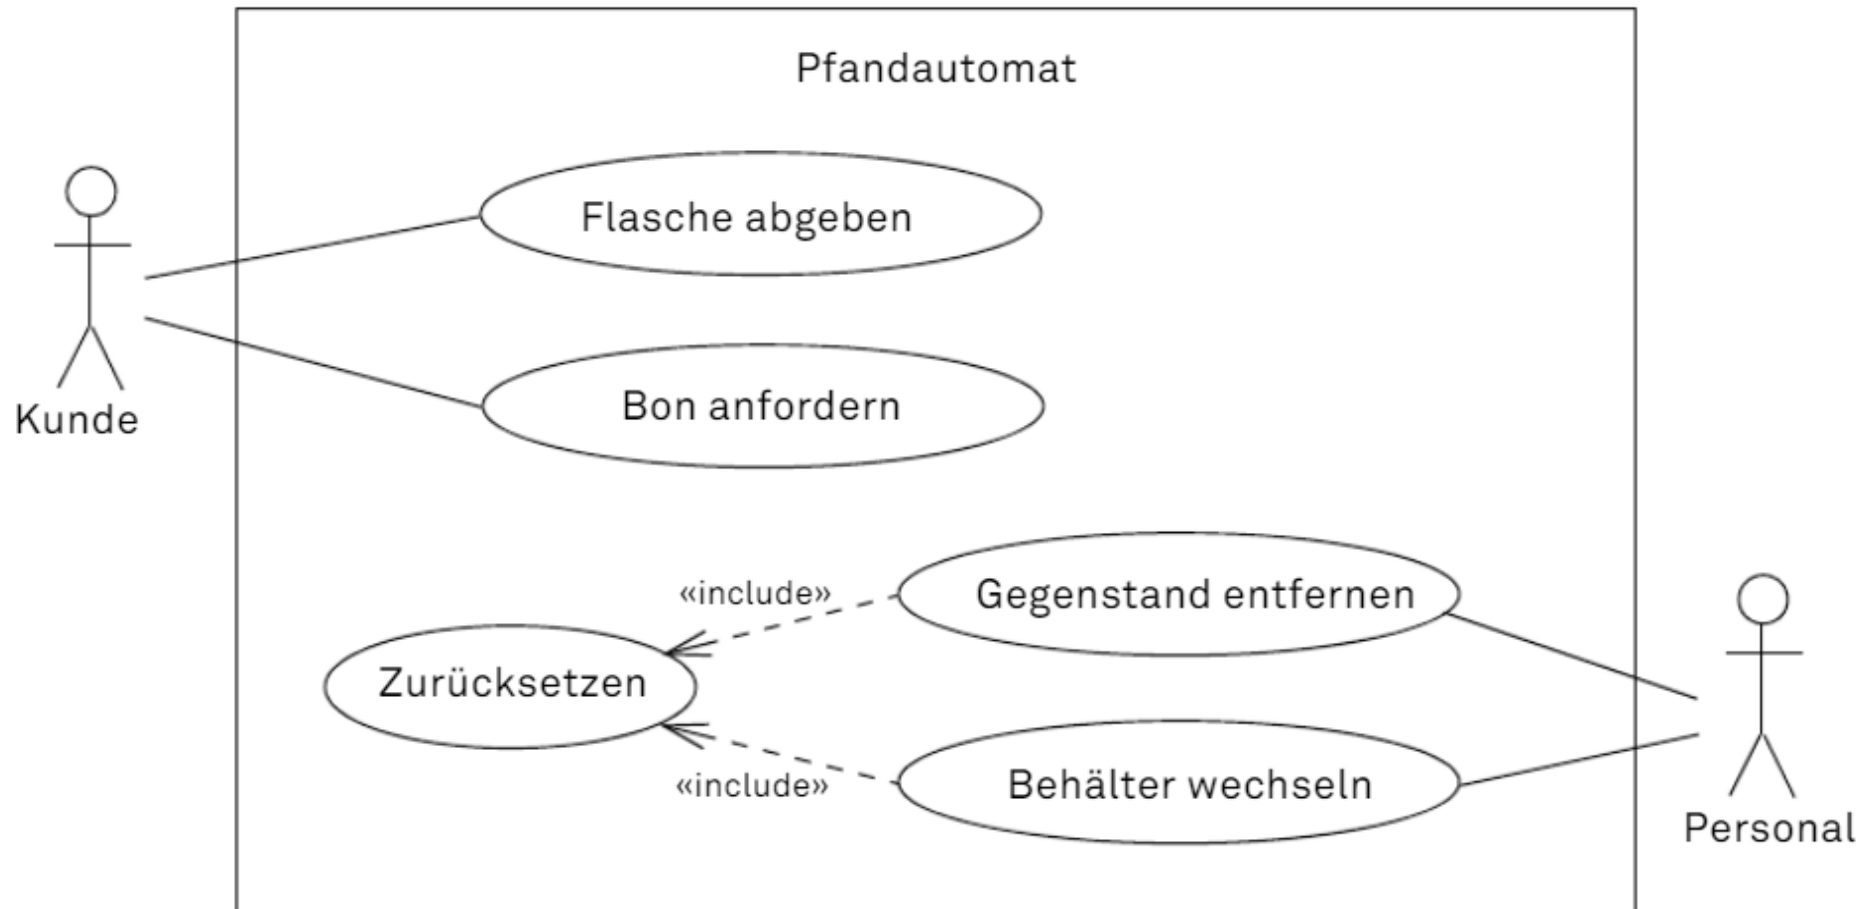 Pfandautomat
Flasche abgeben
Bon anfordern
Kunde
«include»
Gegenstand entfernen
Zurücksetzen
«include»
Behälter wechseln
Personal